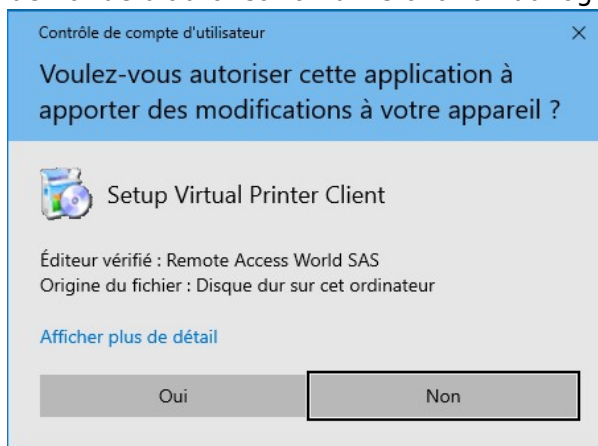 Contrôle de compte d'utilisateur
Voulez-vous autoriser cette application à
apporter des modifications à votre appareil ?
Setup Virtual Printer Client
Éditeur vérifié : Remote Access World SAS
Origine du fichier : Disque dur sur cet ordinateur
Afficher plus de détail
Oui
Non